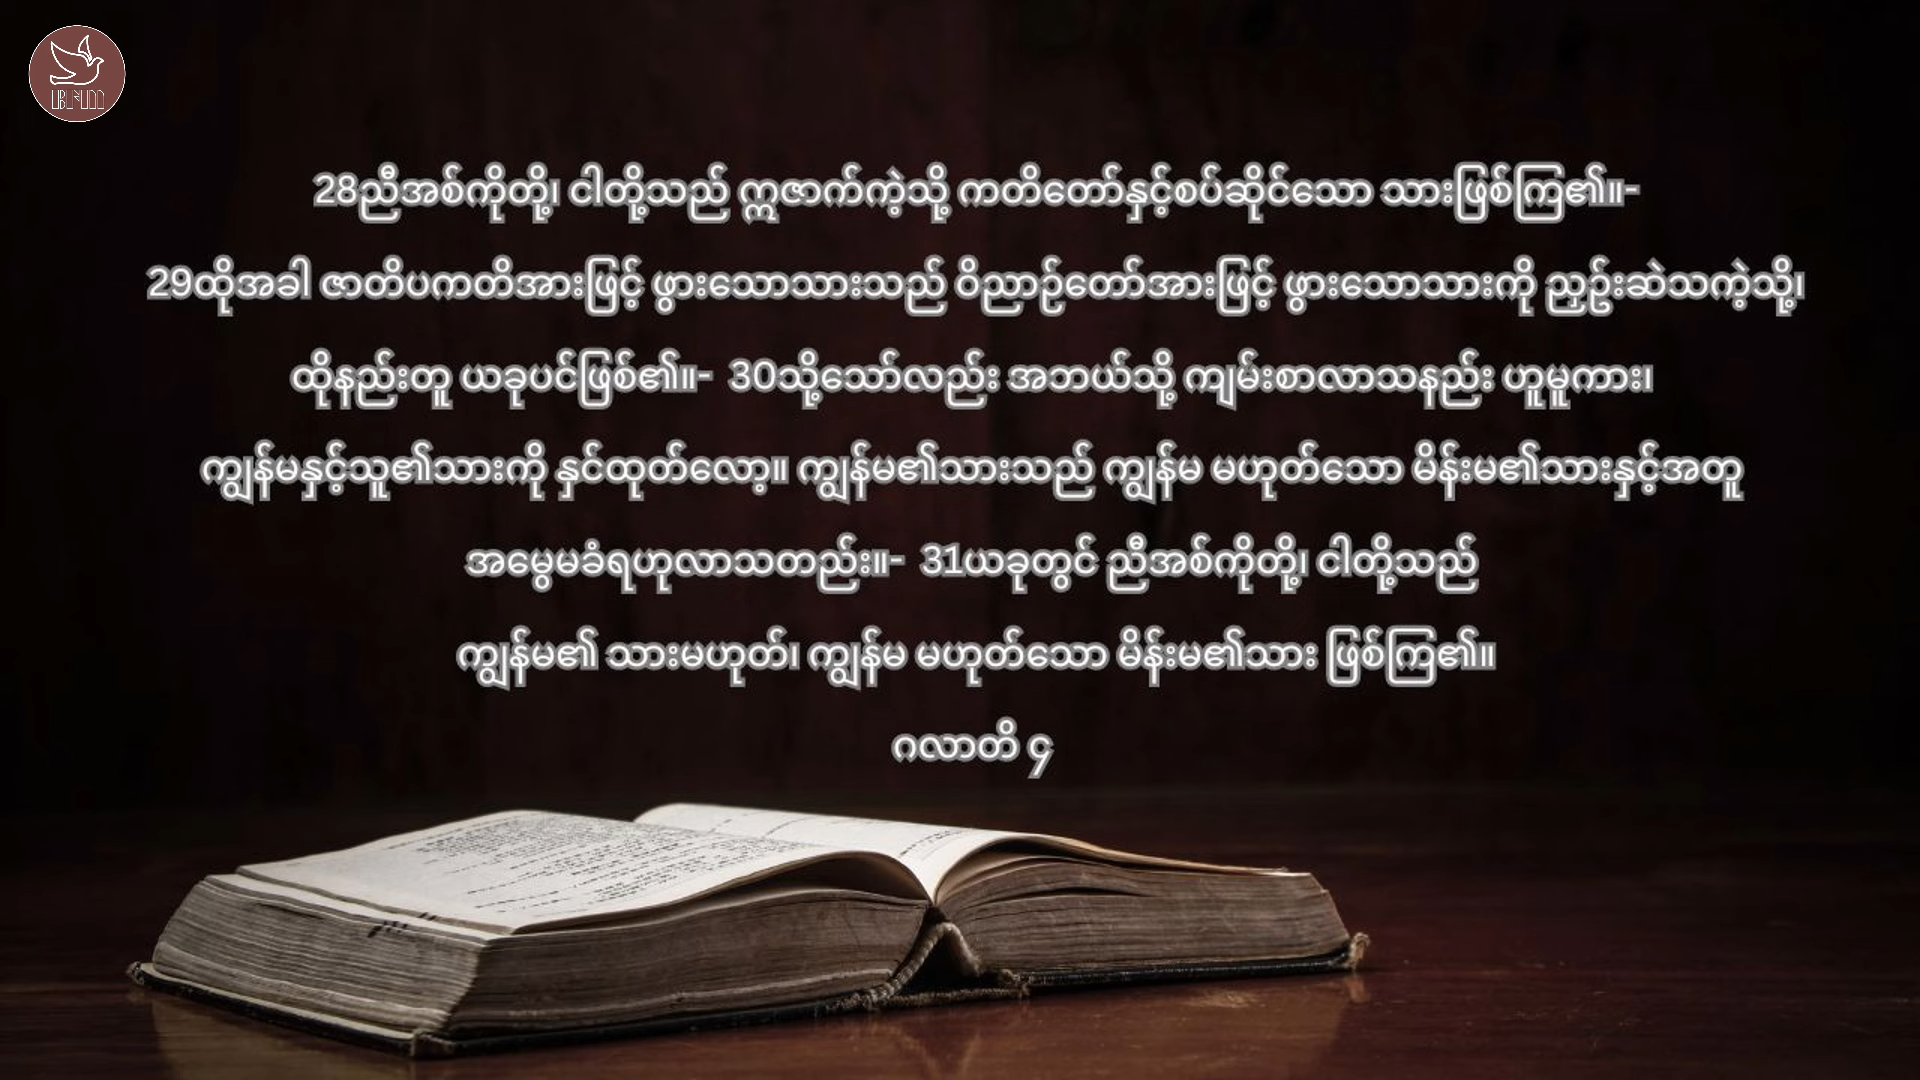 28ညီအစ်ကိုတို့၊ ငါတို့သည် ဣဇာက်ကဲ့သို့ ကတိတော်နှင့်စပ်ဆိုင်သော သားဖြစ်ကြ၏။-
29ထိုအခါ ဇာတိပကတိအားဖြင့် ဖွားသောသားသည် ဝိညာဉ်တော်အားဖြင့် ဖွားသောသားကို ညှဉ်းဆဲသကဲ့သို့၊
ထိုနည်းတူ ယခုပင်ဖြစ်၏။- 30သို့သော်လည်း အဘယ်သို့ ကျမ်းစာလာသနည်း ဟူမူကား၊
ကျွန်မနှင့်သူ၏သားကို နှင်ထုတ်လော့။ ကျွန်မ၏သားသည် ကျွန်မ မဟုတ်သော မိန်းမ၏သားနှင့်အတူ
အမွေမခံရဟုလာသတည်း။- 31ယခုတွင် ညီအစ်ကိုတို့၊ ငါတို့သည်
ကျွန်မ၏ သားမဟုတ်၊ ကျွန်မ မဟုတ်သော မိန်းမ၏သား ဖြစ်ကြ၏။
ဂလာတိ ၄